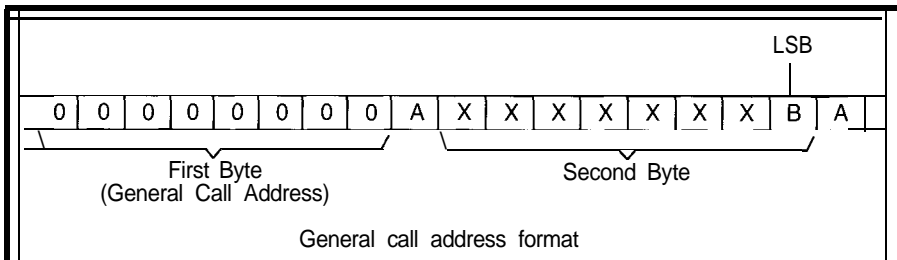 LSB
0 0 0 0 0 0 0 0 A X X X X X X X B A
First Byte Second Byte
(General Call Address)
General call address format